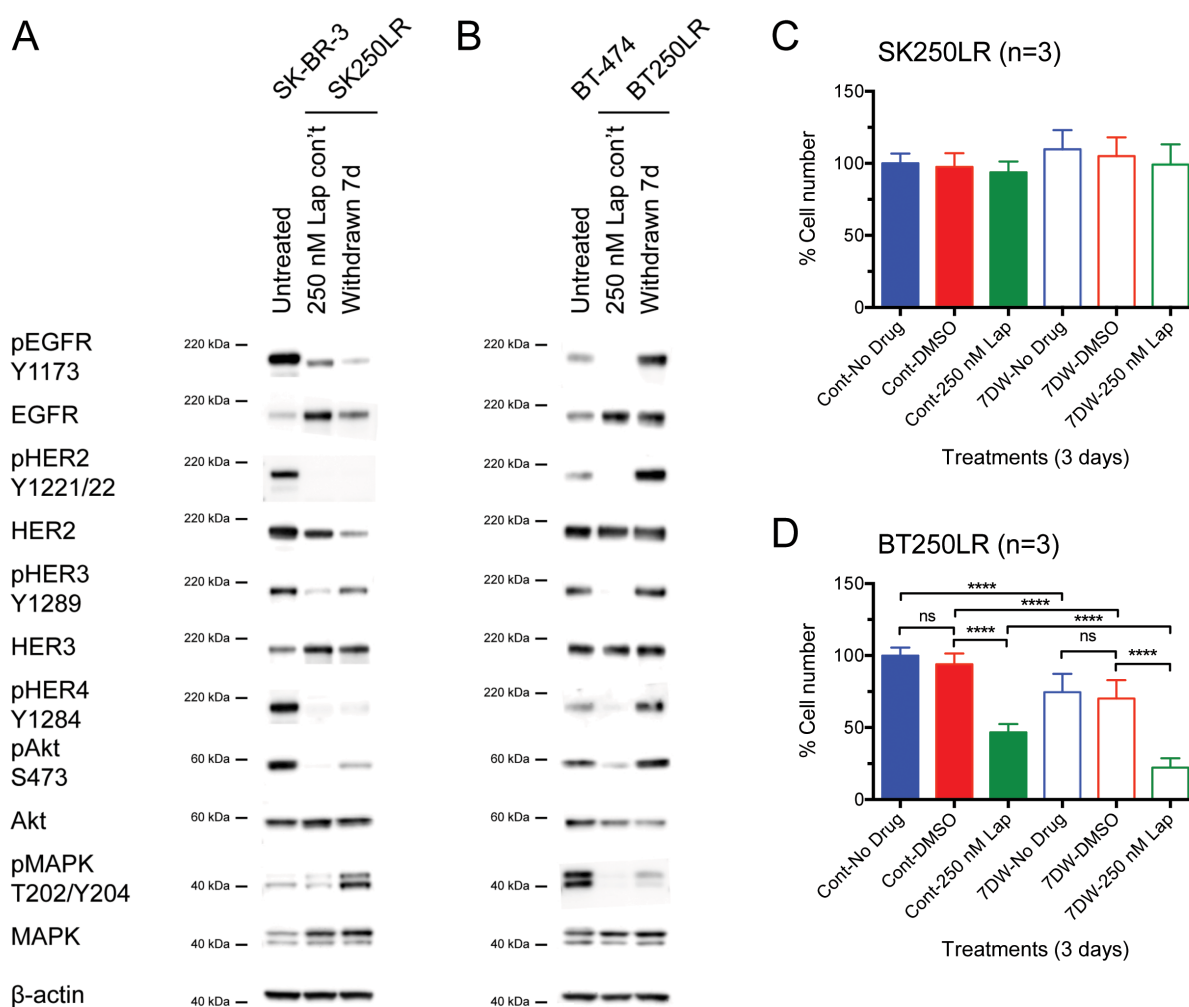 A
SK-BR-3
SK250LR
Untreated
250 nM Lap con't
Withdrawn 7d
pEGFR
Y1173
220 kDa
EGFR
220 kDa
pHER2
Y1221/22
220 kDa
HER2
220 kDa
pHER3
Y1289
220 kDa
HER3
220 kDa
pHER4
Y1284
220 kDa
pAkt
S473
60 kDa
Akt
60 kDa
pMAPK
T202/Y204
40 kDa
MAPK
40 kDa
β-actin
40 kDa
B
BT-474
BT250LR
Untreated
250 nM Lap con't
Withdrawn 7d
220 kDa
220 kDa
220 kDa
220 kDa
220 kDa
220 kDa
220 kDa
60 kDa
60 kDa
40 kDa
40 kDa
40 kDa
C
SK250LR (n=3)
% Cell number
150
100
50
0
Cont-No Drug
Cont-DMSO
Cont-250 nM Lap
7DW-No Drug
7DW-DMSO
7DW-250 nM Lap
Treatments (3 days)
D
BT250LR (n=3)
% Cell number
150
100
50
0
****
****
ns
****
****
ns
****
Cont-No Drug
Cont-DMSO
Cont-250 nM Lap
7DW-No Drug
7DW-DMSO
7DW-250 nM Lap
Treatments (3 days)